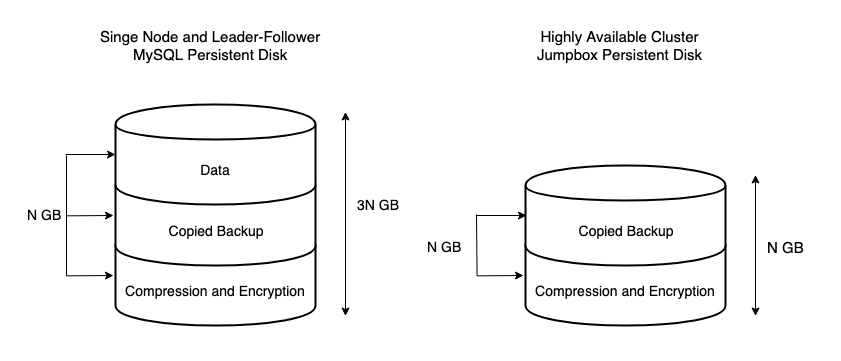 Singe Node and Leader-Follower
MySQL Persistent Disk
Data
Copied Backup
Compression and Encryption
N GB
3N GB
Highly Available Cluster
Jumpbox Persistent Disk
Copied Backup
Compression and Encryption
N GB
N GB